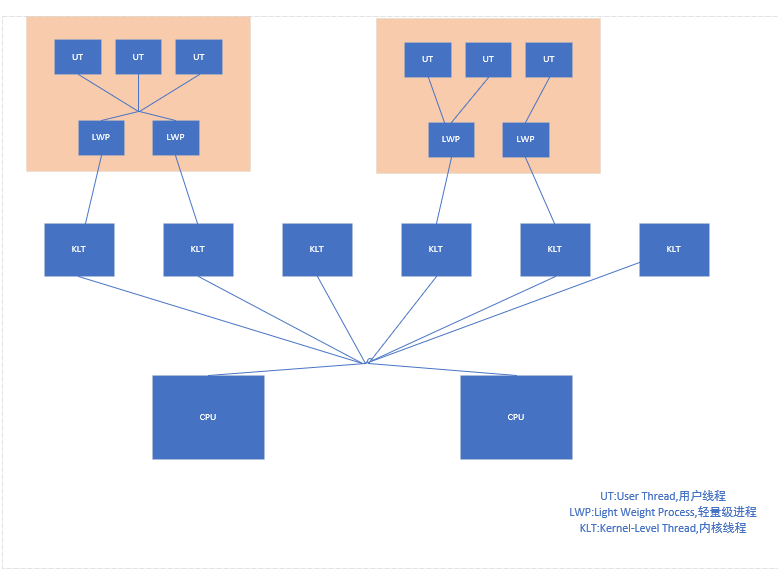 UT UT UT UT UT UT
LWP LWP LWP LWP
KLT KLT KLT KLT KLT KLT
CPU CPU
UT:User Thread,用户线程
LWP:Light Weight Process,轻量级进程
KLT:Kernel-Level Thread,内核线程